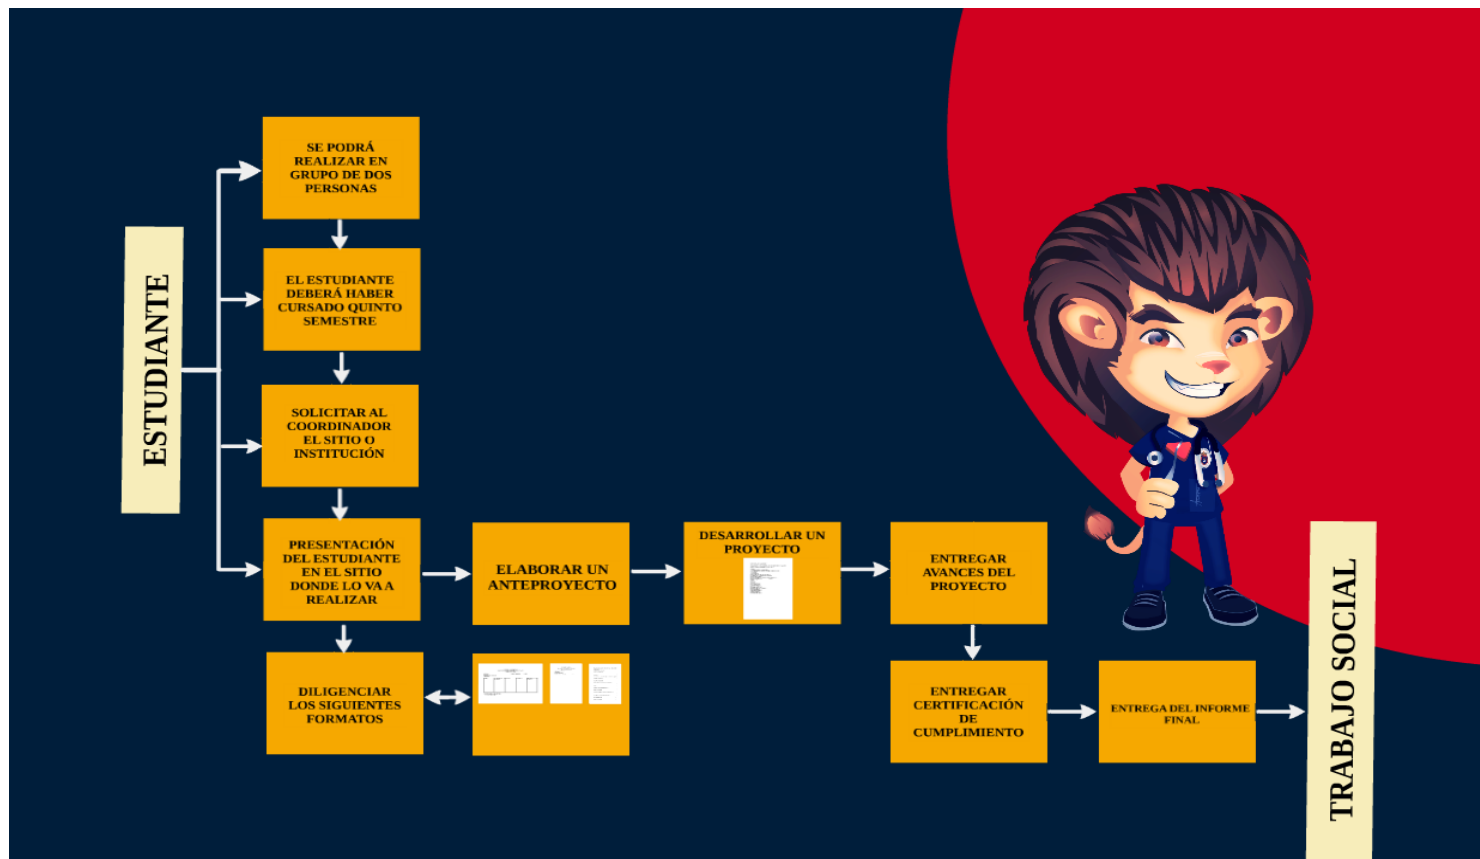 ESTUDIANTE
SE PODRÁ
REALIZAR EN
GRUPO DE DOS
PERSONAS
EL ESTUDIANTE
DEBERÁ HABER
CURSADO QUINTO
SEMESTRE
SOLICITAR AL
COORDINADOR
EL SITIO O
INSTITUCIÓN
PRESENTACIÓN
DEL ESTUDIANTE
EN EL SITIO
DONDE LO VA A
REALIZAR
DILIGENCIAR
LOS SIGUIENTES
FORMATOS
ELABORAR UN
ANTEPROYECTO
DESARROLLAR UN
PROYECTO
ENTREGAR
AVANCES DEL
PROYECTO
ENTREGAR
CERTIFICACIÓN
DE
CUMPLIMIENTO
ENTREGA DEL INFORME
FINAL
TRABAJO SOCIAL